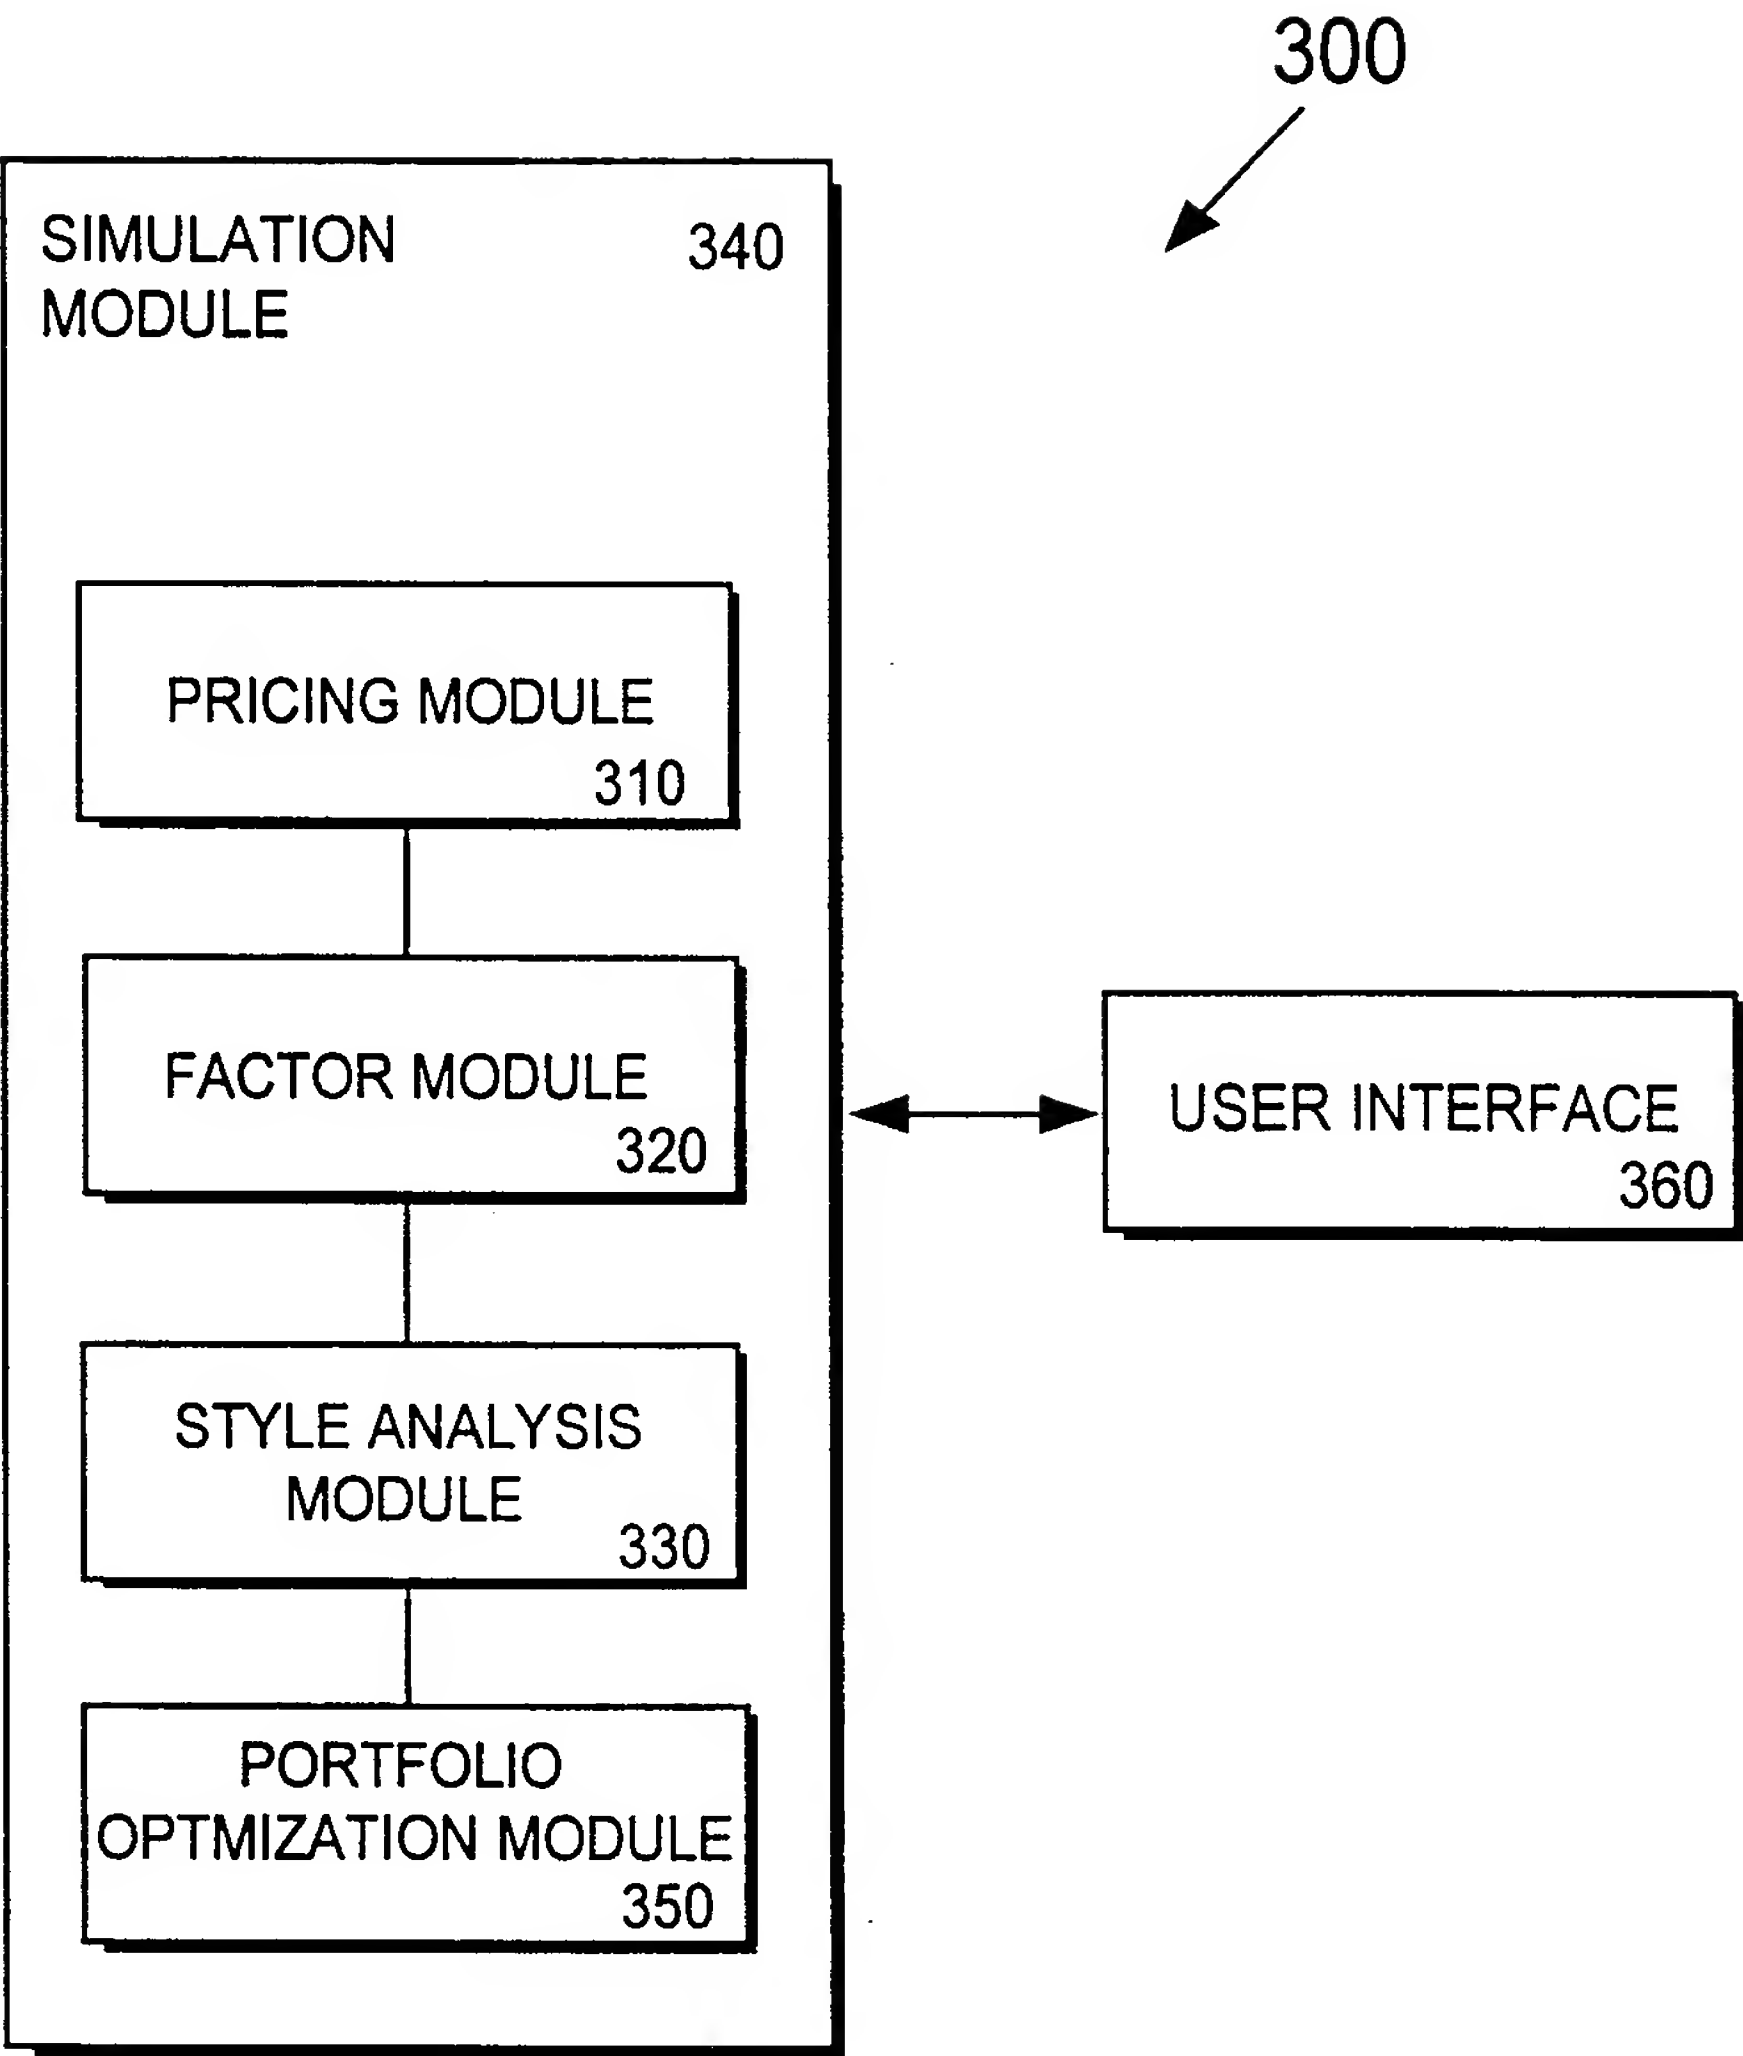 300
SIMULATION 340
MODULE
PRICING MODULE
310
FACTOR MODULE
320
USER INTERFACE
360
STYLE ANALYSIS
MODULE
330
PORTFOLIO
OPTMIZATION MODULE
350